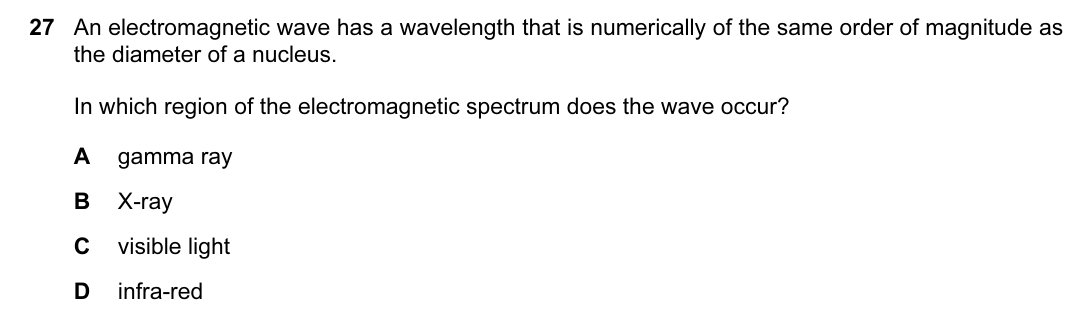 27 An electromagnetic wave has a wavelength that is numerically of the same order of magnitude as
the diameter of a nucleus.
In which region of the electromagnetic spectrum does the wave occur?
A gamma ray
B X-ray
C visible light
D infra-red